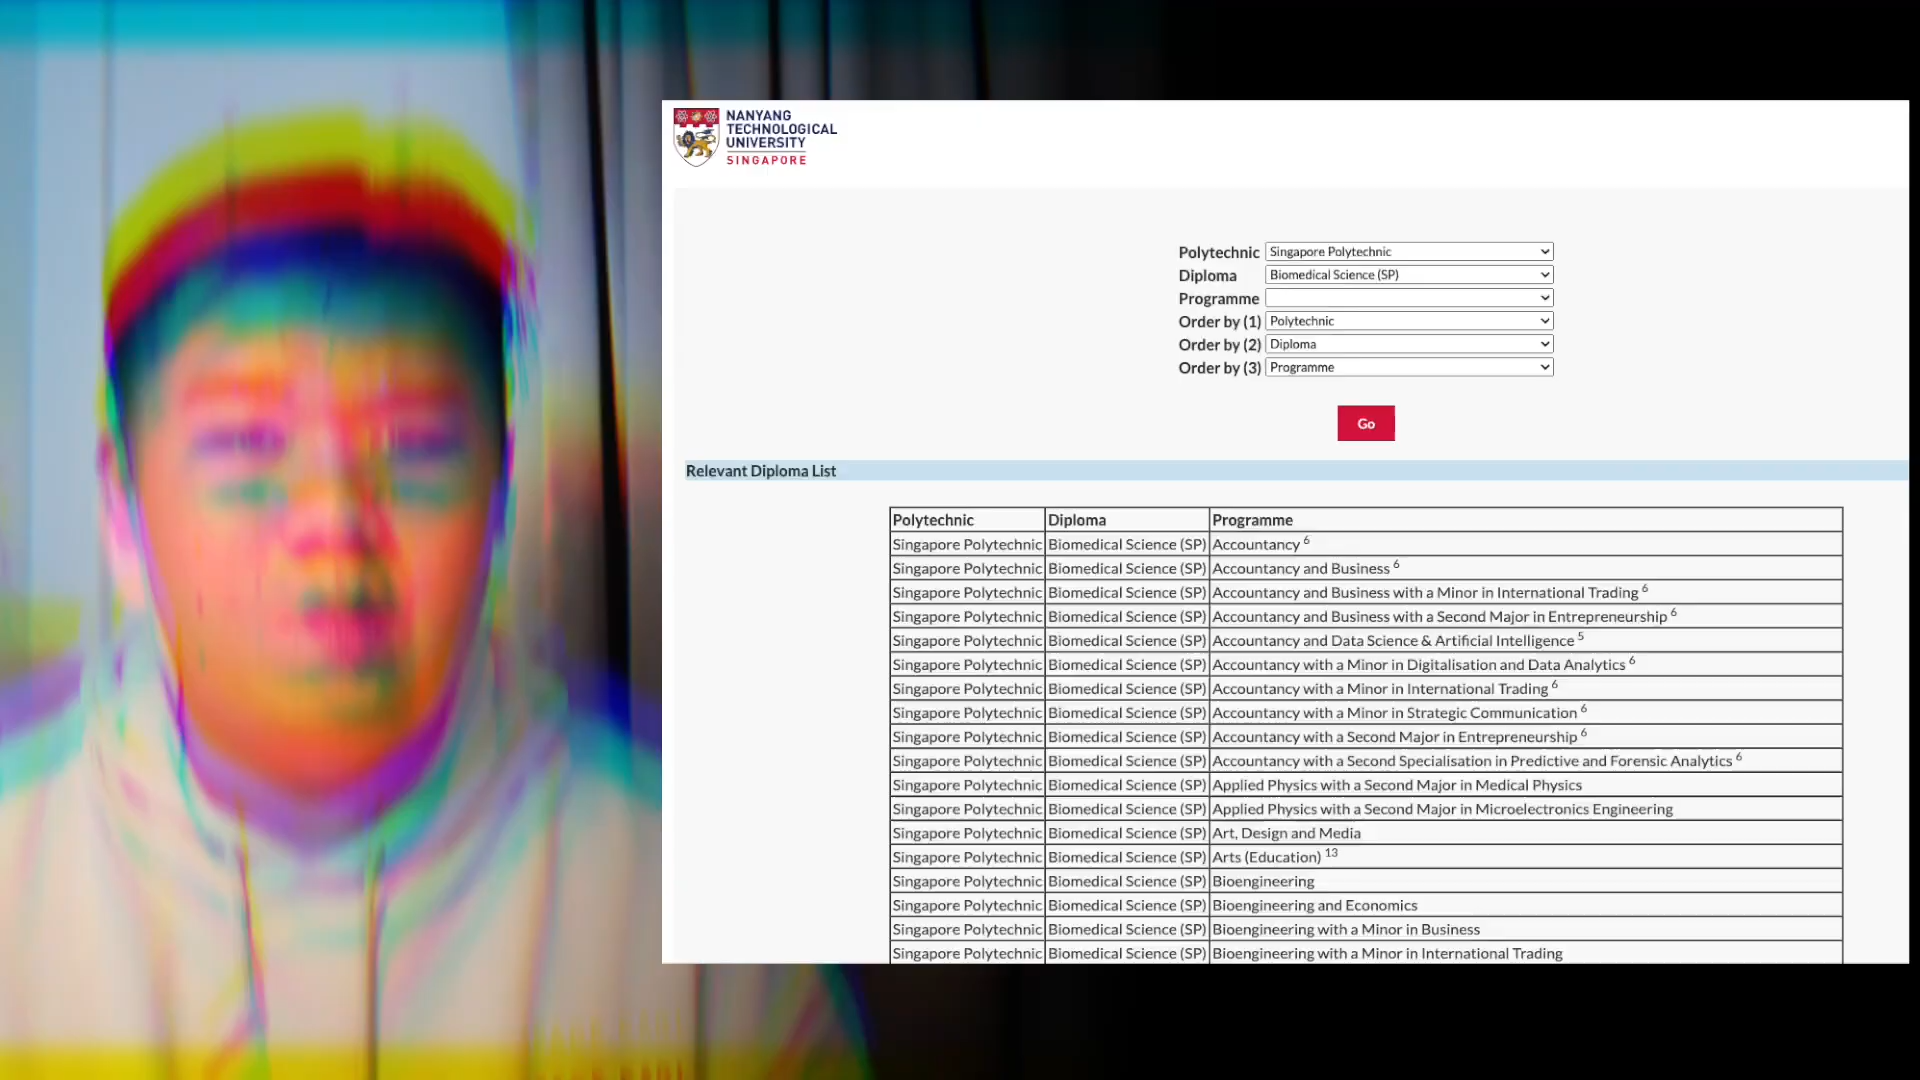 NANYANG
TECHNOLOGICAL
UNIVERSITY
SINGAPORE
Polytechnic Singapore Polytechnic
Diploma Biomedical Science (SP)
Programme
Order by (1) Polytechnic
Order by (2) Diploma
Order by (3) Programme
Go
Relevant Diploma List
Polytechnic Diploma Programme
Singapore Polytechnic Biomedical Science (SP) Accountancy 6
Singapore Polytechnic Biomedical Science (SP) Accountancy and Business 6
Singapore Polytechnic Biomedical Science (SP) Accountancy and Business with a Minor in International Trading 6
Singapore Polytechnic Biomedical Science (SP) Accountancy and Business with a Second Major in Entrepreneurship 6
Singapore Polytechnic Biomedical Science (SP) Accountancy and Data Science & Artificial Intelligence 5
Singapore Polytechnic Biomedical Science (SP) Accountancy with a Minor in Digitalisation and Data Analytics 6
Singapore Polytechnic Biomedical Science (SP) Accountancy with a Minor in International Trading 6
Singapore Polytechnic Biomedical Science (SP) Accountancy with a Minor in Strategic Communication 6
Singapore Polytechnic Biomedical Science (SP) Accountancy with a Second Major in Entrepreneurship 6
Singapore Polytechnic Biomedical Science (SP) Accountancy with a Second Specialisation in Predictive and Forensic Analytics 6
Singapore Polytechnic Biomedical Science (SP) Applied Physics with a Second Major in Medical Physics
Singapore Polytechnic Biomedical Science (SP) Applied Physics with a Second Major in Microelectronics Engineering
Singapore Polytechnic Biomedical Science (SP) Art, Design and Media
Singapore Polytechnic Biomedical Science (SP) Arts (Education) 13
Singapore Polytechnic Biomedical Science (SP) Bioengineering
Singapore Polytechnic Biomedical Science (SP) Bioengineering and Economics
Singapore Polytechnic Biomedical Science (SP) Bioengineering with a Minor in Business
Singapore Polytechnic Biomedical Science (SP) Bioengineering with a Minor in International Trading